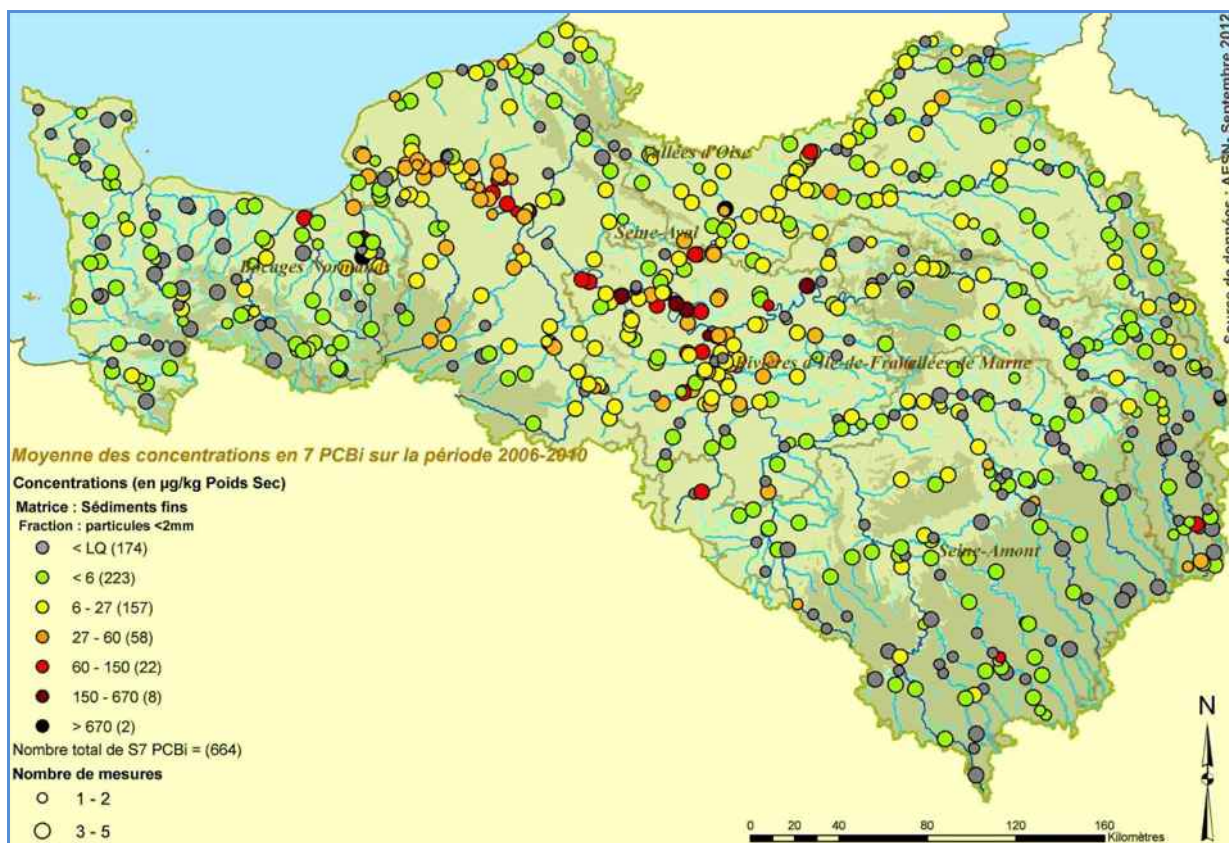 Source de données : AESN- Septembre 2012
Vallées d'Oise
Seine-Aval
Bocages Normands
Rivières d'Ile-de-France
Vallées de Marne
Seine-Amont
Moyenne des concentrations en 7 PCBi sur la période 2006-2010
Concentrations (en µg/kg Poids Sec)
Matrice : Sédiments fins
Fraction : particules <2mm
< LQ (174)
< 6 (223)
6 - 27 (157)
27 - 60 (58)
60 - 150 (22)
150 - 670 (8)
> 670 (2)
Nombre total de S7 PCBi = (664)
Nombre de mesures
1 - 2
3 - 5
N
0 20 40 80 120 160
Kilomètres